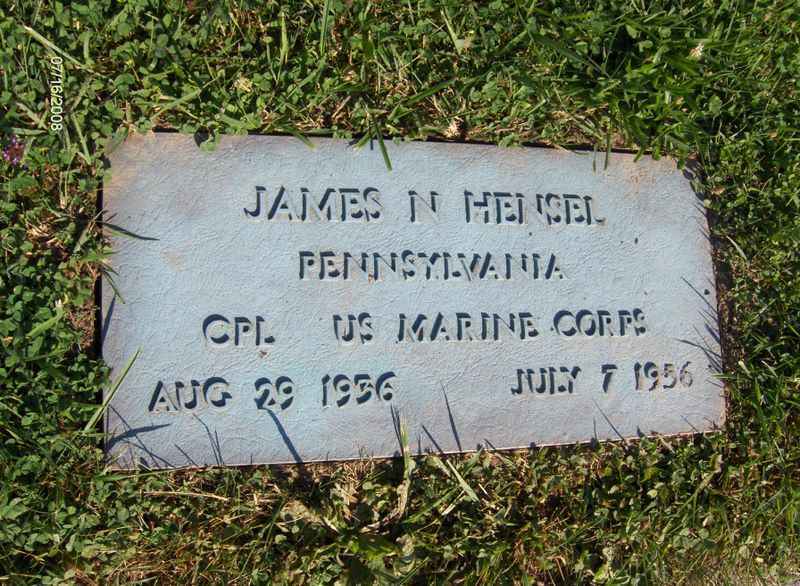 JAMES N HENSEL
PENNSYLVANIA
CPL US MARINE CORPS
AUG 29 1936 JULY 7 1956
07/16/2008